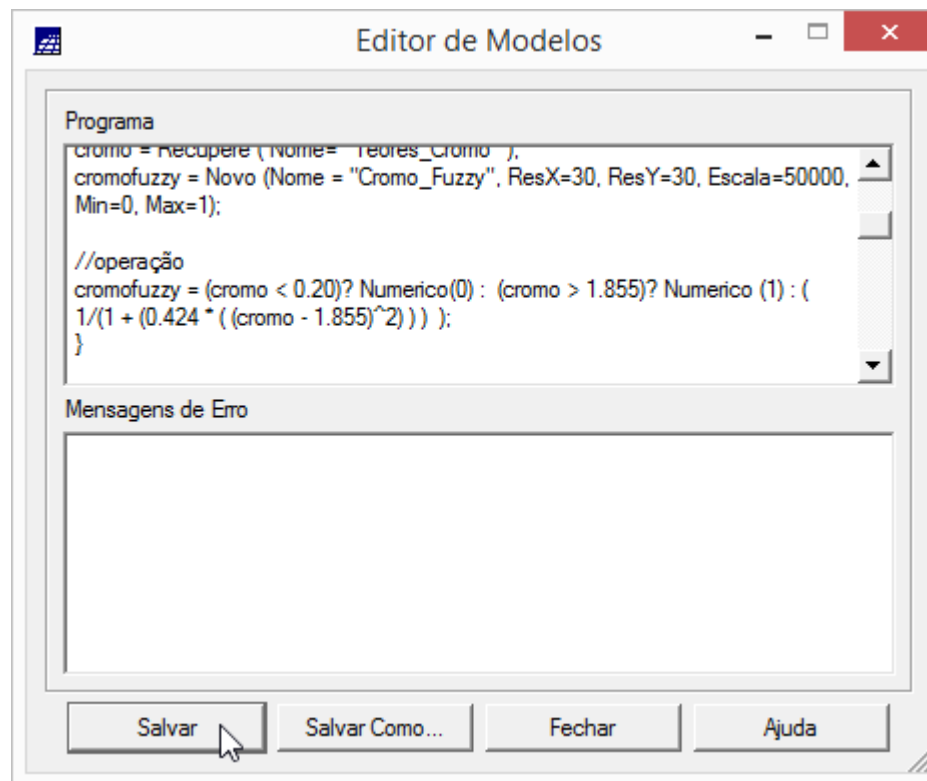 Editor de Modelos
Programa
cromo = Recupere ( Nome= "Teores_Cromo" );
cromofuzzy = Novo (Nome = "Cromo_Fuzzy", ResX=30, ResY=30, Escala=50000,
Min=0, Max=1);
//operação
cromofuzzy = (cromo < 0.20)? Numerico(0) : (cromo > 1.855)? Numerico (1) : (
1/(1 + (0.424 * ( (cromo - 1.855)^2) ) ) );
}
Mensagens de Erro
Salvar
Salvar Como...
Fechar
Ajuda